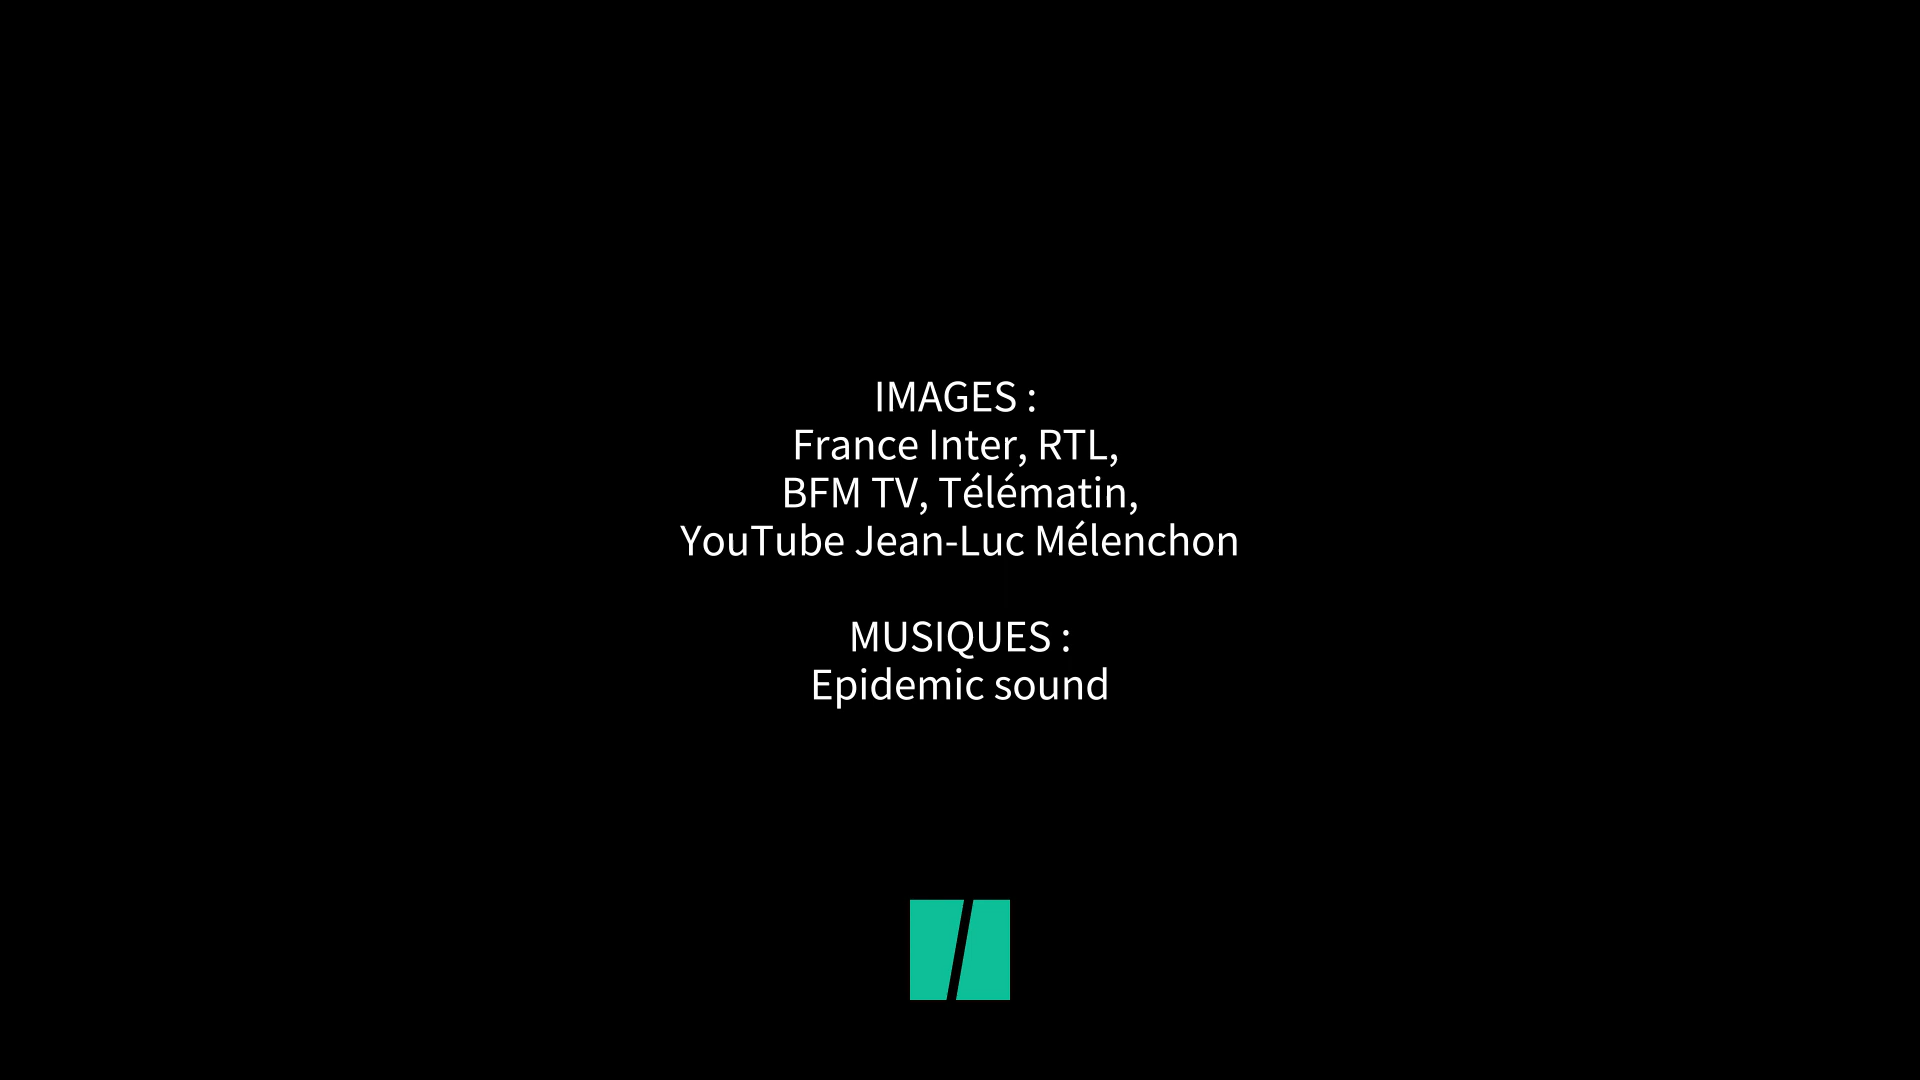 IMAGES :
France Inter, RTL,
BFM TV, Télématin,
YouTube Jean-Luc Mélenchon
MUSIQUES :
Epidemic sound